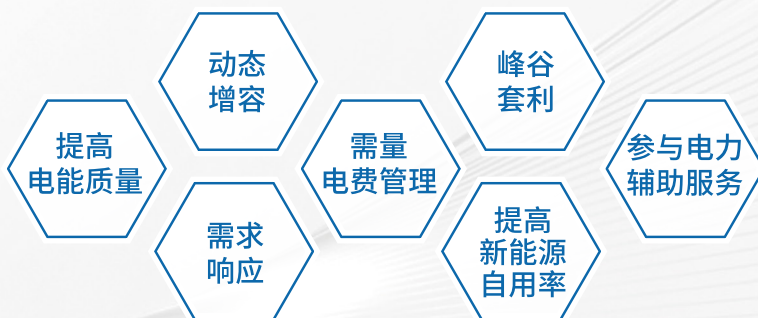 动态
增容
峰谷
套利
提高
电能质量
需量
电费管理
参与电力
辅助服务
需求
响应
提高
新能源
自用率